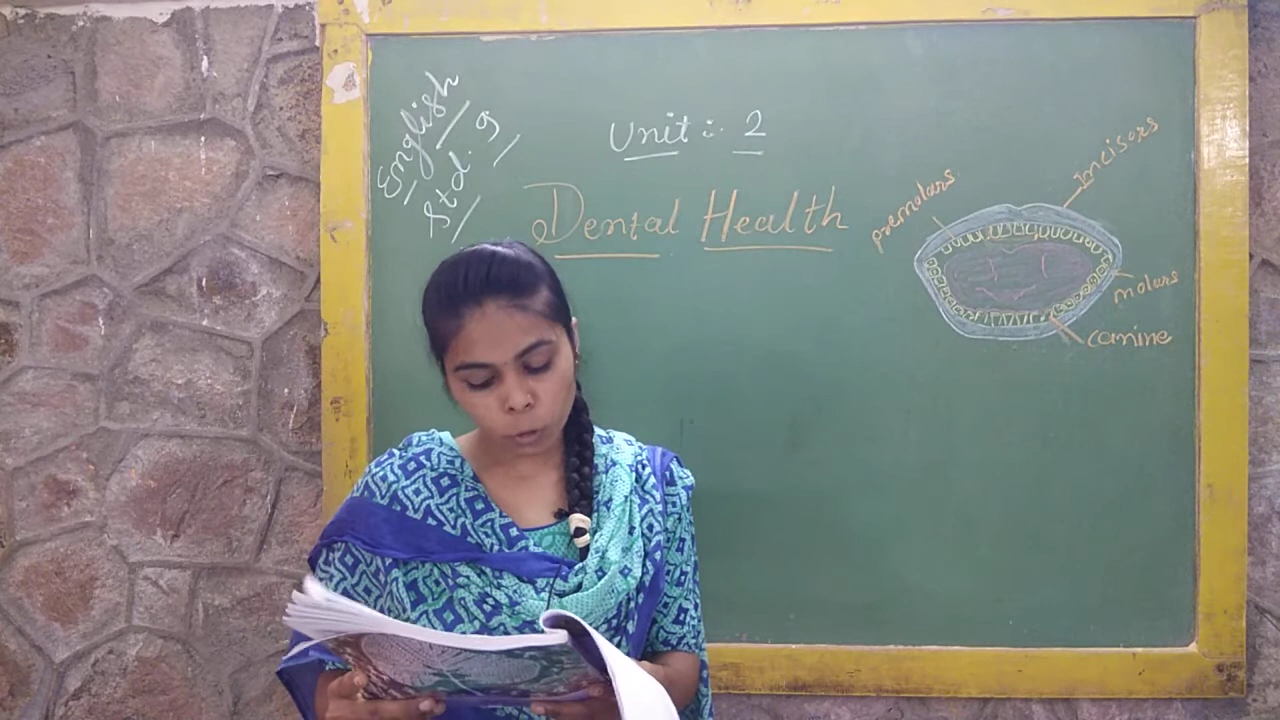 English
Std. 9
Unit : 2
Dental Health
premolars
Incisors
molars
canine